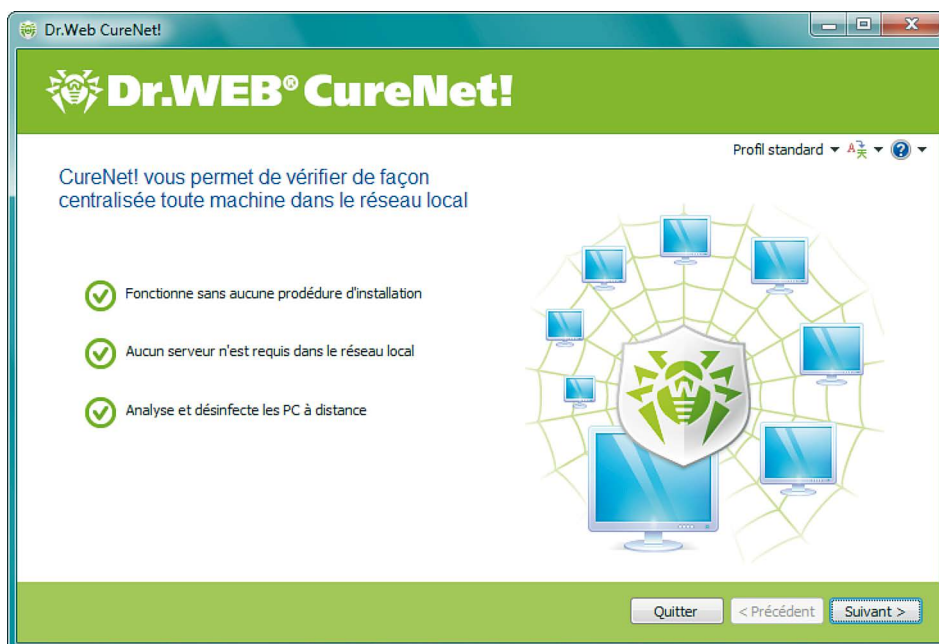 Dr.Web CureNet!
Dr.WEB® CureNet!
Profil standard
CureNet! vous permet de vérifier de façon
centralisée toute machine dans le réseau local
Fonctionne sans aucune prodédure d'installation
Aucun serveur n'est requis dans le réseau local
Analyse et désinfecte les PC à distance
Quitter
< Précédent
Suivant >